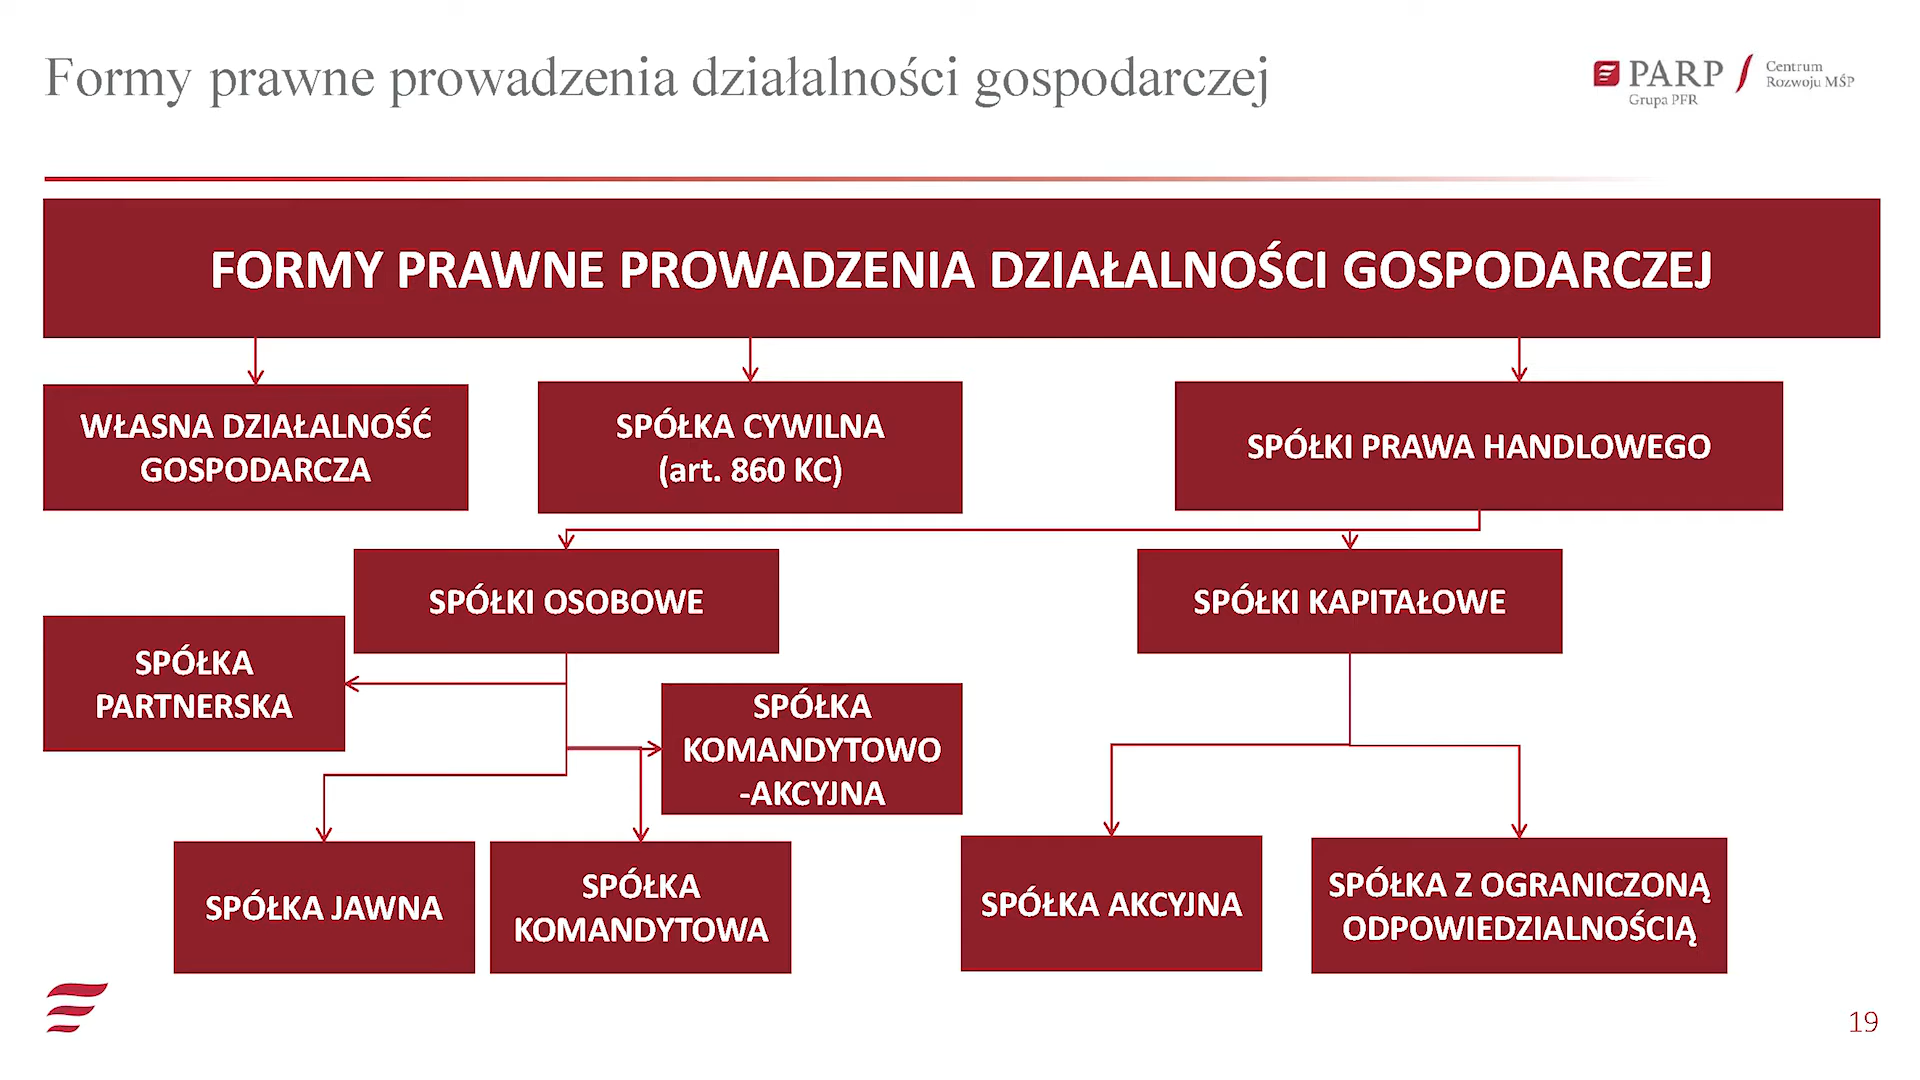 Formy prawne prowadzenia działalności gospodarczej
PARP
Grupa PFR
Centrum
Rozwoju MŚP
FORMY PRAWNE PROWADZENIA DZIAŁALNOŚCI GOSPODARCZEJ
WŁASNA DZIAŁALNOŚĆ
GOSPODARCZA
SPÓŁKA CYWILNA
(art. 860 KC)
SPÓŁKI PRAWA HANDLOWEGO
SPÓŁKI OSOBOWE
SPÓŁKI KAPITAŁOWE
SPÓŁKA
PARTNERSKA
SPÓŁKA
KOMANDYTOWO
-AKCYJNA
SPÓŁKA JAWNA
SPÓŁKA
KOMANDYTOWA
SPÓŁKA AKCYJNA
SPÓŁKA Z OGRANICZONĄ
ODPOWIEDZIALNOŚCIĄ
19